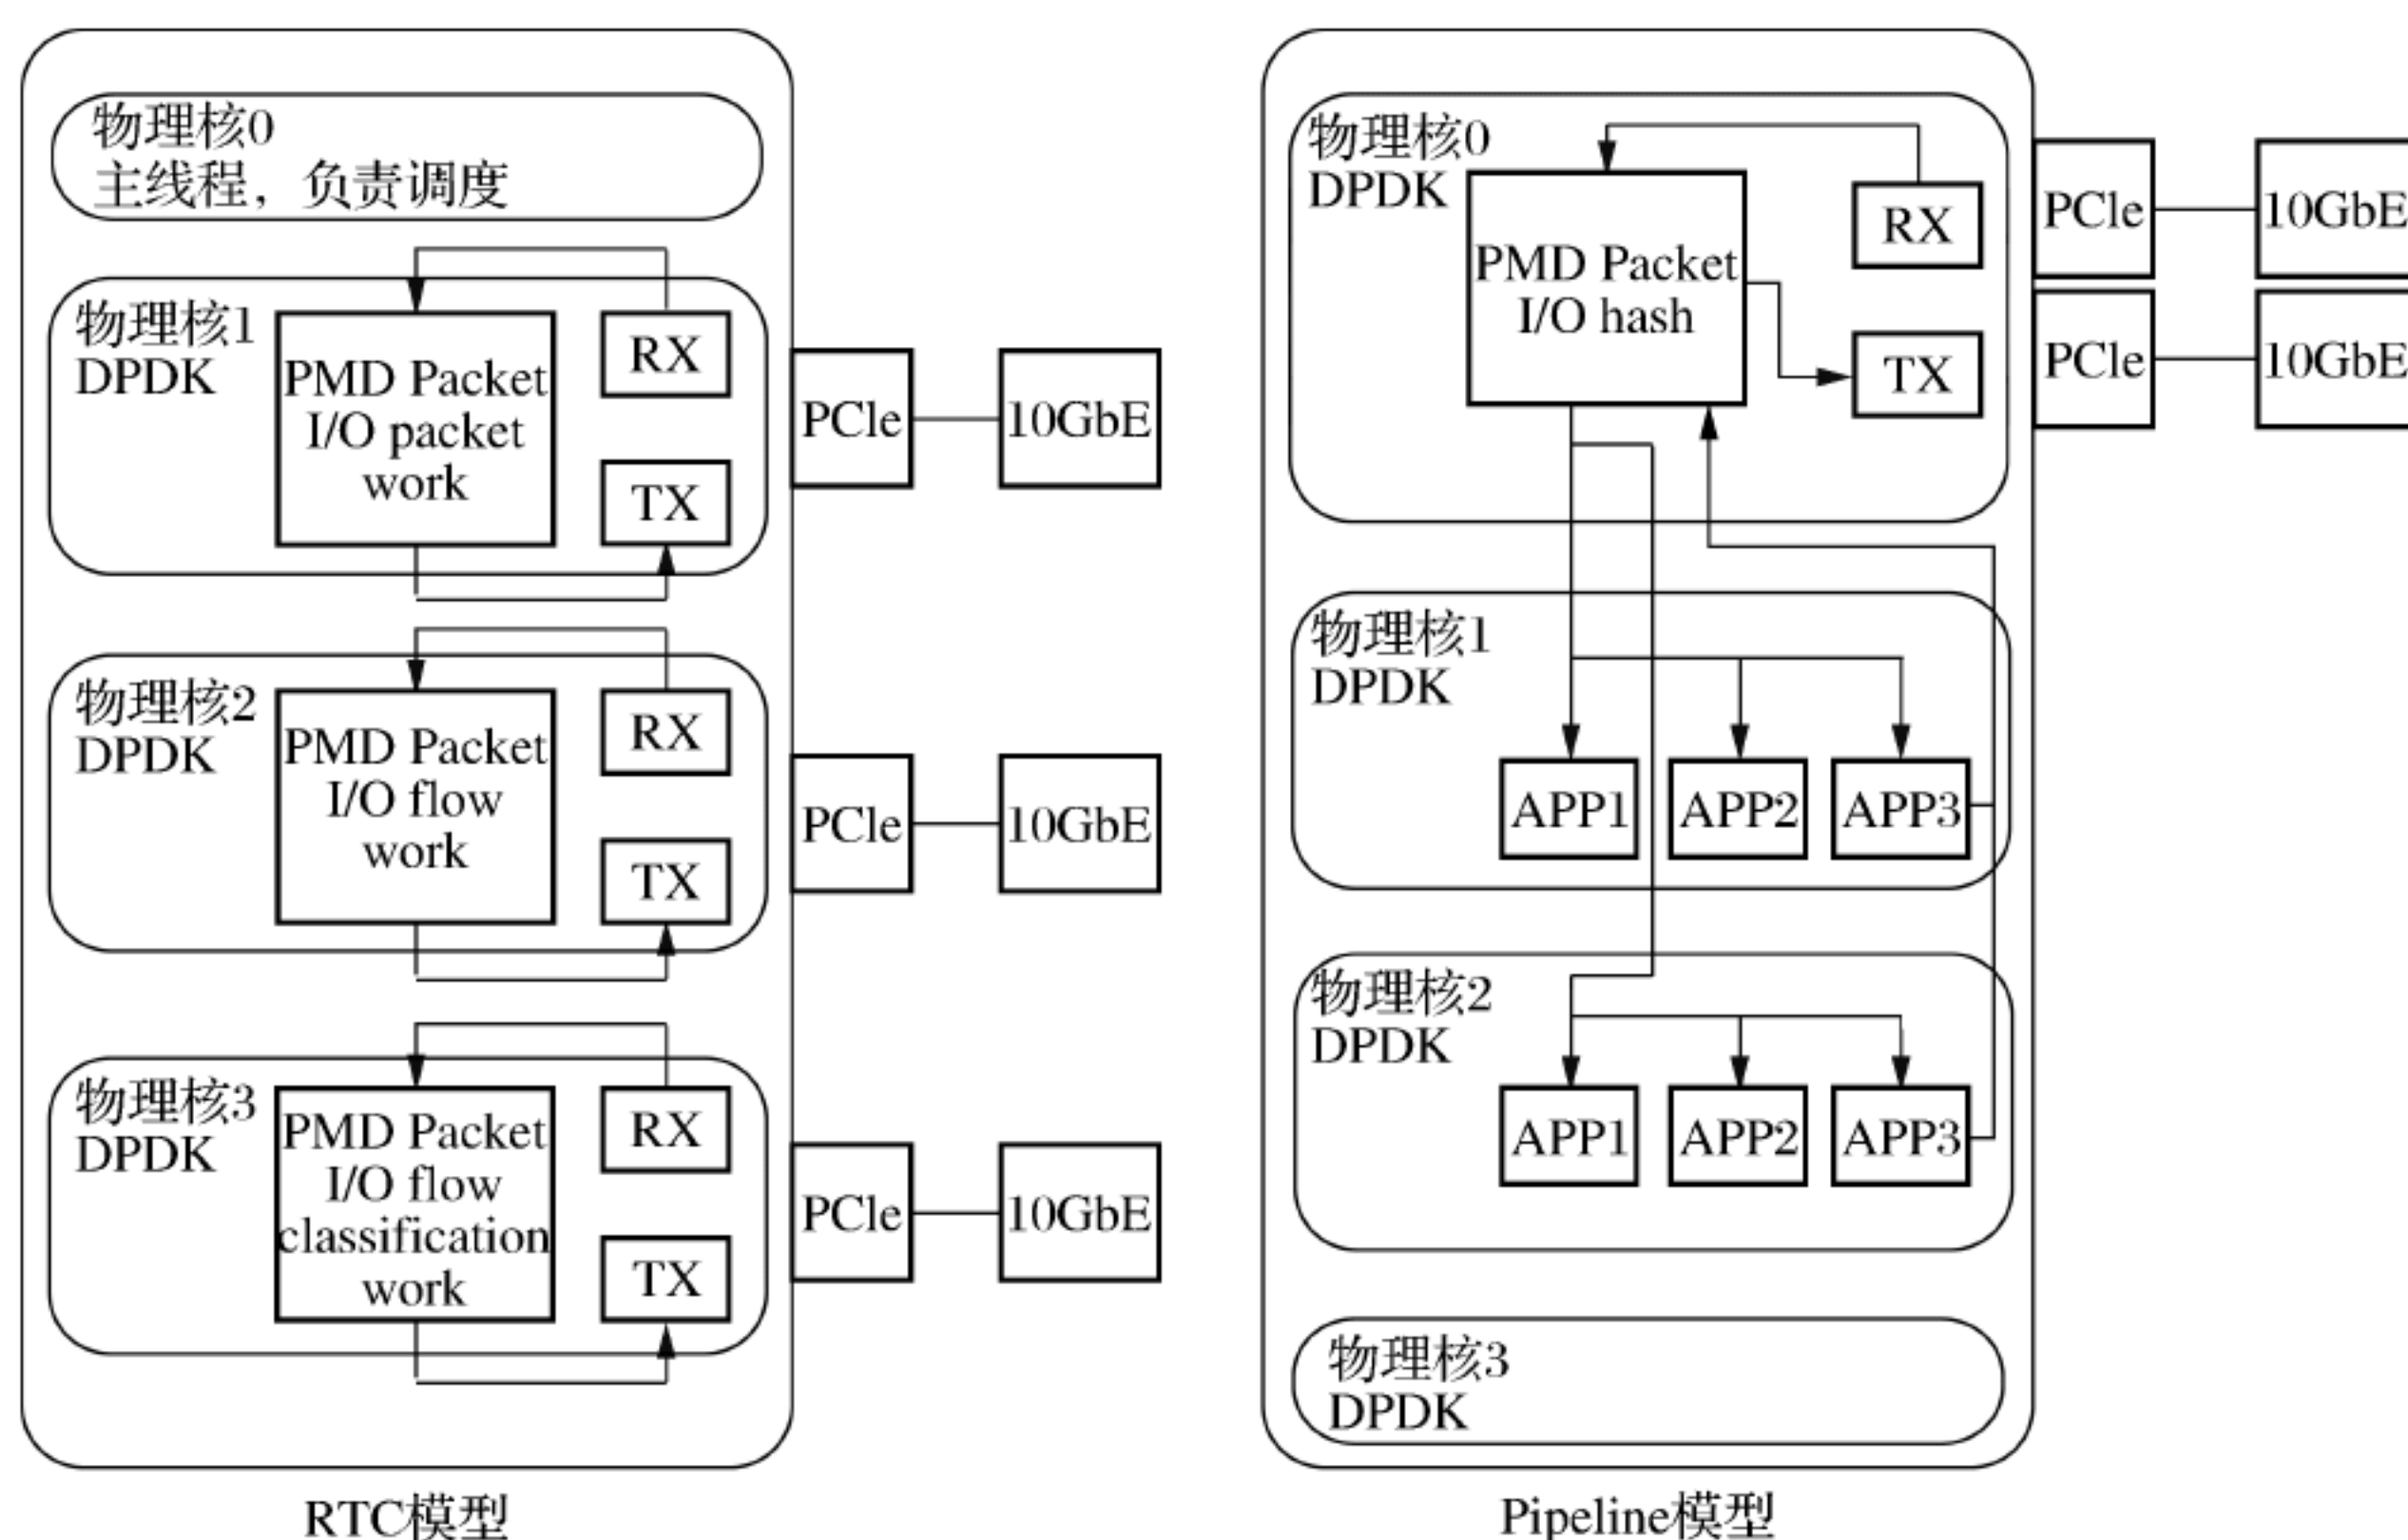 物理核0
主线程，负责调度
物理核1
DPDK
PMD Packet
I/O packet
work
RX
TX
PCle
10GbE
物理核2
DPDK
PMD Packet
I/O flow
work
RX
TX
PCle
10GbE
物理核3
DPDK
PMD Packet
I/O flow
classification
work
RX
TX
PCle
10GbE
RTC模型
物理核0
DPDK
PMD Packet
I/O hash
RX
TX
PCle
10GbE
PCle
10GbE
物理核1
DPDK
APP1
APP2
APP3
物理核2
DPDK
APP1
APP2
APP3
物理核3
DPDK
Pipeline模型